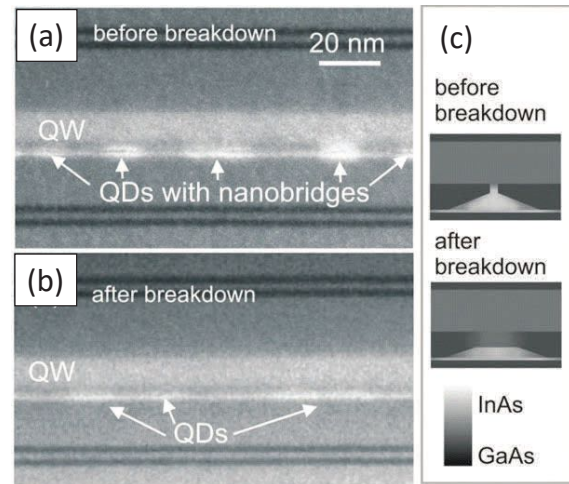 (a)
before breakdown
20 nm
QW
QDs with nanobridges
(b)
after breakdown
QW
QDs
(c)
before
breakdown
after
breakdown
InAs
GaAs